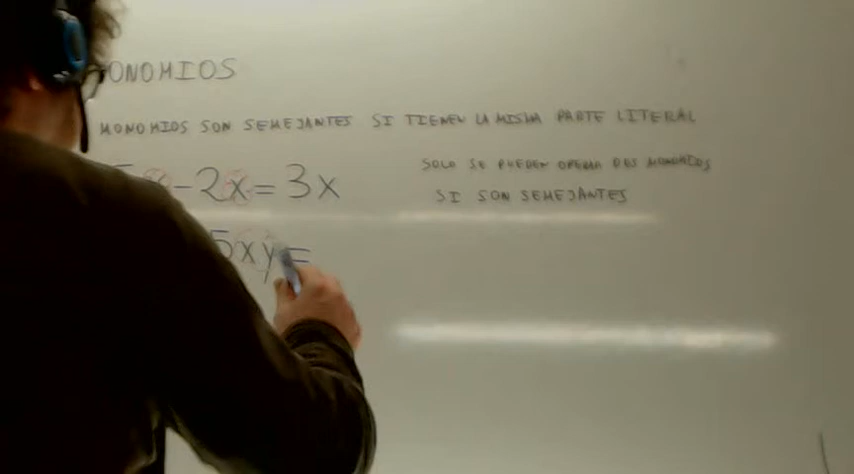 ONOMIOS
MONOMIOS SON SEMEJANTES SI TIENEN LA MISMA PARTE LITERAL
- 2x = 3x
SOLO SE PUEDEN OPERAR DOS MONOMIOS
SI SON SEMEJANTES
5xy =